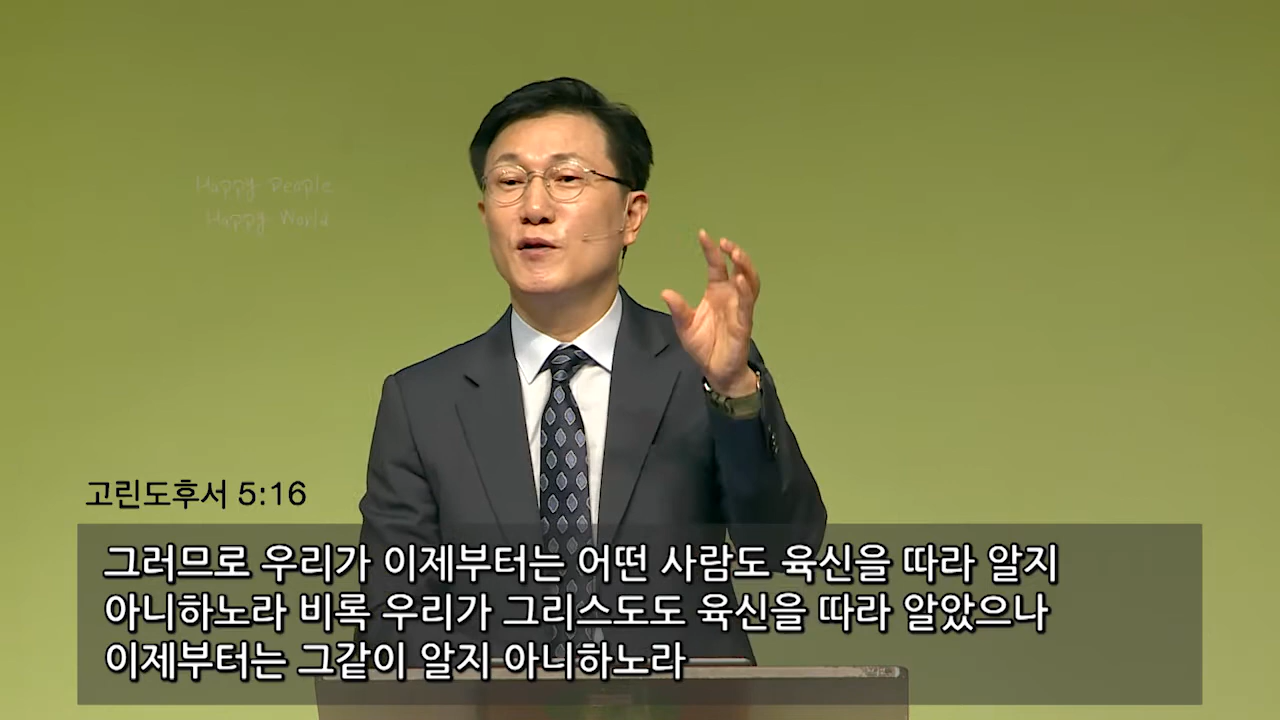 Happy People
Happy World
고린도후서 5:16
그러므로 우리가 이제부터는 어떤 사람도 육신을 따라 알지
아니하노라 비록 우리가 그리스도도 육신을 따라 알았으나
이제부터는 그같이 알지 아니하노라